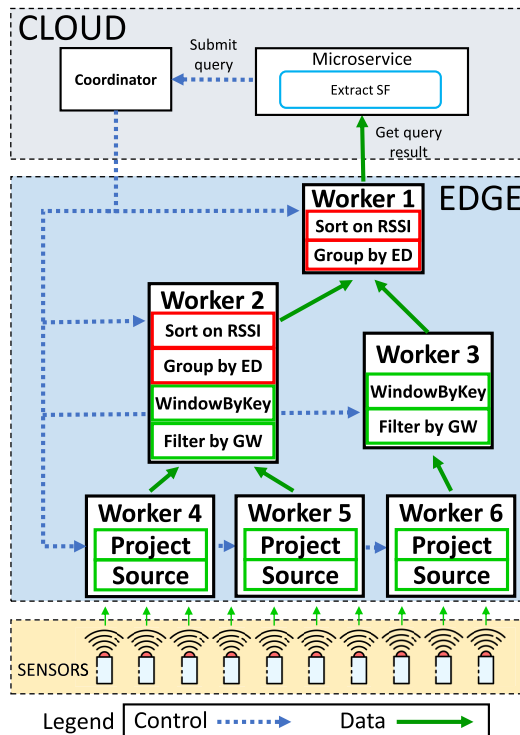 CLOUD
Submit
query
Coordinator
Microservice
Extract SF
Get query
result
EDGE
Worker 1
Sort on RSSI
Group by ED
Worker 2
Sort on RSSI
Group by ED
WindowByKey
Filter by GW
Worker 3
WindowByKey
Filter by GW
Worker 4
Project
Source
Worker 5
Project
Source
Worker 6
Project
Source
SENSORS
Legend Control Data